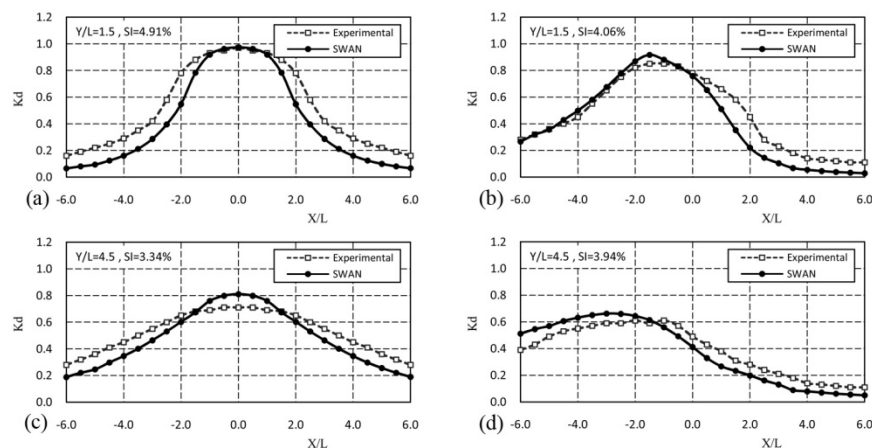 Y/L=1.5 , SI=4.91%
Experimental
SWAN
1.2
1.0
0.8
0.6
0.4
0.2
0.0
Kd
-6.0 -4.0 -2.0 0.0 2.0 4.0 6.0
X/L
(a)
Y/L=1.5 , SI=4.06%
Experimental
SWAN
1.2
1.0
0.8
0.6
0.4
0.2
0.0
Kd
-6.0 -4.0 -2.0 0.0 2.0 4.0 6.0
X/L
(b)
Y/L=4.5 , SI=3.34%
Experimental
SWAN
1.2
1.0
0.8
0.6
0.4
0.2
0.0
Kd
-6.0 -4.0 -2.0 0.0 2.0 4.0 6.0
X/L
(c)
Y/L=4.5 , SI=3.94%
Experimental
SWAN
1.2
1.0
0.8
0.6
0.4
0.2
0.0
Kd
-6.0 -4.0 -2.0 0.0 2.0 4.0 6.0
X/L
(d)